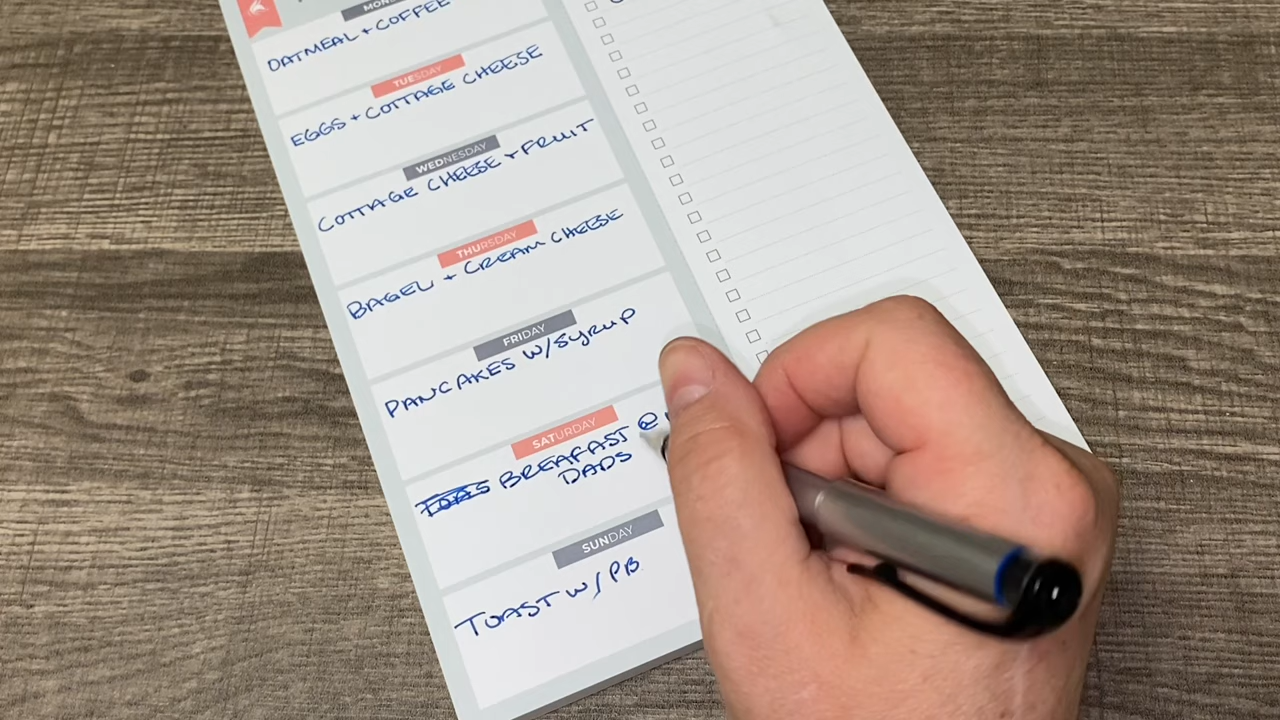 MON
OATMEAL + COFFEE
TUESDAY
EGGS + COTTAGE CHEESE
WEDNESDAY
COTTAGE CHEESE + FRUIT
THURSDAY
BAGEL + CREAM CHEESE
FRIDAY
PANCAKES W/SYRUP
SATURDAY
BREAFAST @
DADS
SUNDAY
TOAST W/ PB